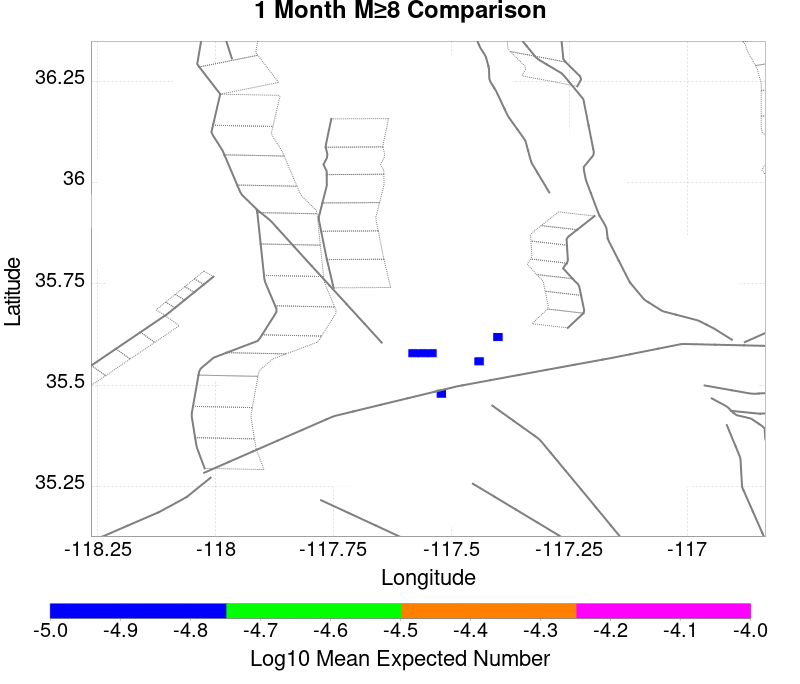 1 Month M≥8 Comparison
36.25
36
35.75
35.5
35.25
Latitude
-118.25 -118 -117.75 -117.5 -117.25 -117
Longitude
-5.0 -4.9 -4.8 -4.7 -4.6 -4.5 -4.4 -4.3 -4.2 -4.1 -4.0
Log10 Mean Expected Number